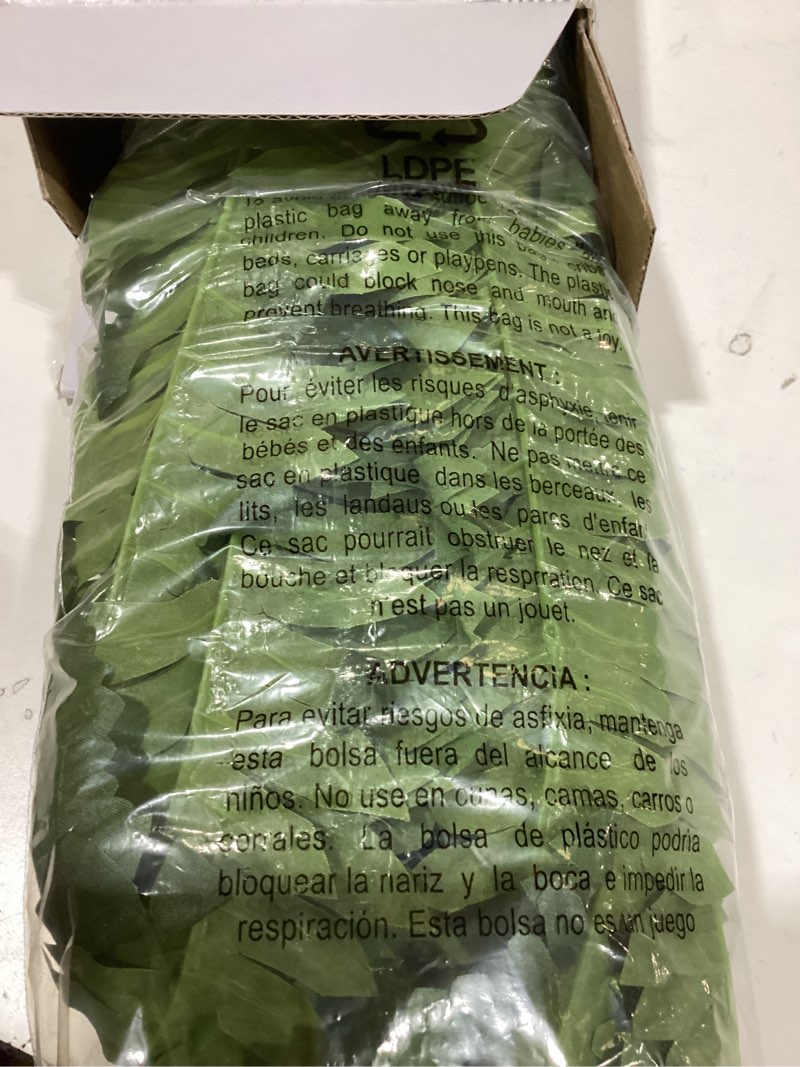 LDPE
plastic bag away from babies and
children. Do not use this
beds, carriages or playpens. The plastic
bag could block nose and mouth an
prevent breathing. This bag is not a toy.
AVERTISSEMENT :
Pour éviter les risques d'asphyxie, tenir
le sac en plastique hors de la portée des
bébés et des enfants. Ne pas mettre ce
sac en plastique dans les berceaux, les
lits, les landaus ou les parcs d'enfan
Ce sac pourrait obstruer le nez et la
bouche et bloquer la resprration. Ce sac
n'est pas un jouet.
ADVERTENCIA :
Para evitar riesgos de asfixia, mantenga
esta bolsa fuera del alcance de los
niños. No use en cunas, camas, carros o
corrales. La bolsa de plástico podria
bloquear la nariz y la boca e impedir la
respiración. Esta bolsa no es un juego